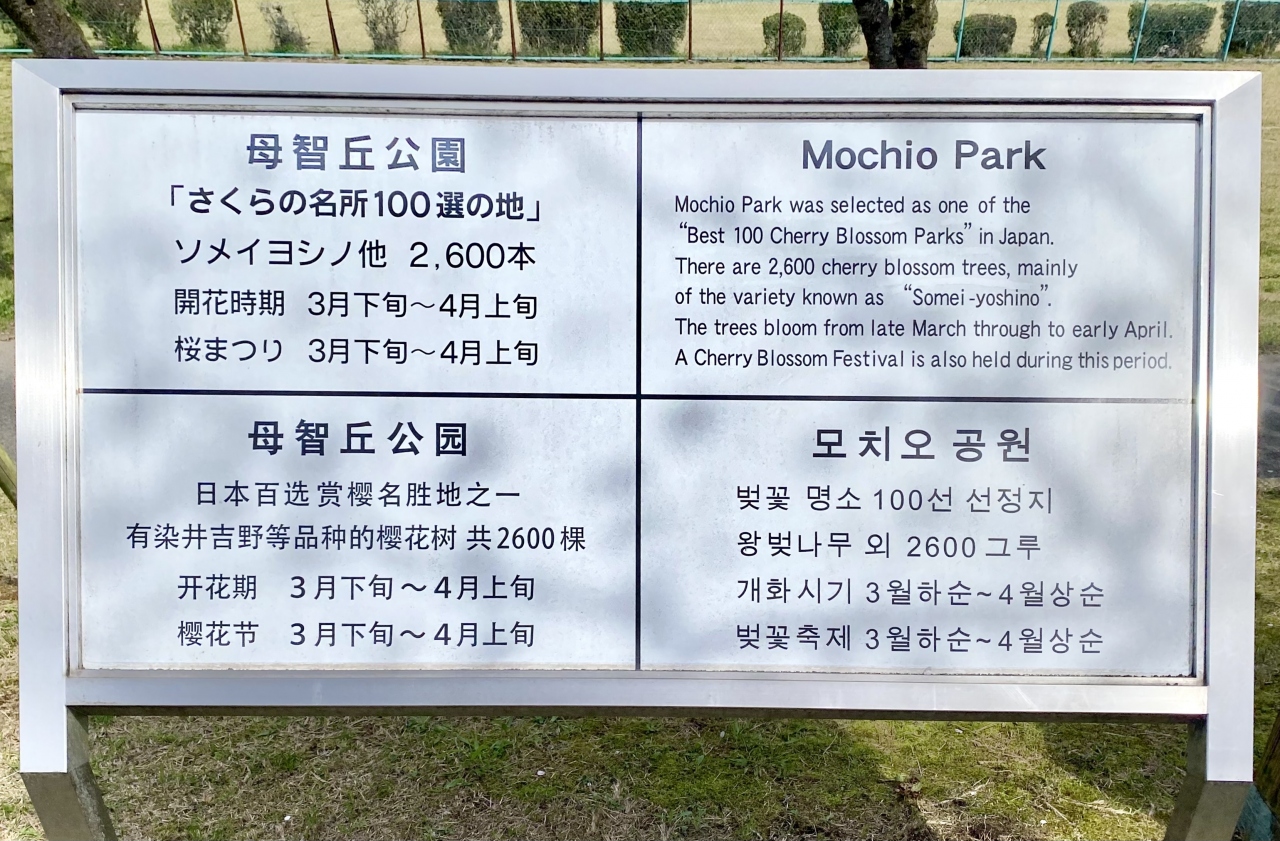 母智丘公園
「さくらの名所100選の地」
ソメイヨシノ他 2,600本
開花時期 3月下旬～4月上旬
桜まつり 3月下旬～4月上旬
Mochio Park
Mochio Park was selected as one of the
“Best 100 Cherry Blossom Parks” in Japan.
There are 2,600 cherry blossom trees, mainly
of the variety known as “Somei-yoshino”.
The trees bloom from late March through to early April.
A Cherry Blossom Festival is also held during this period.
母智丘公园
日本百选 赏樱名胜地之一
有染井吉野等品种的樱花树 共2600棵
开花期 3月下旬～4月上旬
樱花节 3月下旬～4月上旬
모치오 공원
벚꽃 명소 100선 선정지
왕벚나무 외 2600그루
개화시기 3월하순~4월상순
벚꽃축제 3월하순~4월상순